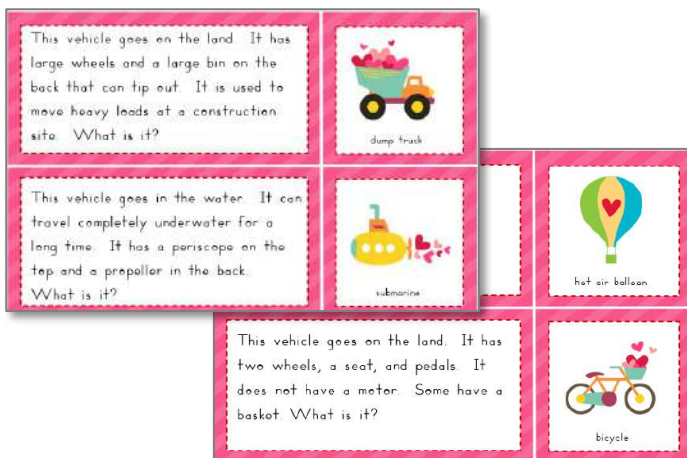 This vehicle goes on the land. It has
large wheels and a large bin on the
back that can tip out. It is used to
move heavy loads at a construction
site. What is it?
dump truck
This vehicle goes in the water. It can
travel completely underwater for a
long time. It has a periscope on the
top and a propeller in the back.
What is it?
submarine
hot air balloon
This vehicle goes on the land. It has
two wheels, a seat, and pedals. It
does not have a motor. Some have a
basket. What is it?
bicycle